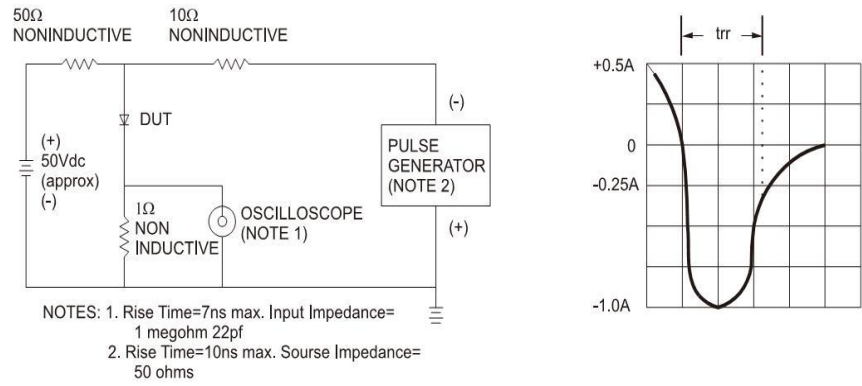 50Ω
NONINDUCTIVE
10Ω
NONINDUCTIVE
DUT
(+)
50Vdc
(approx)
(-)
1Ω
NON
INDUCTIVE
OSCILLOSCOPE
(NOTE 1)
(-)
PULSE
GENERATOR
(NOTE 2)
(+)
NOTES: 1. Rise Time=7ns max. Input Impedance=
1 megohm 22pf
2. Rise Time=10ns max. Sourse Impedance=
50 ohms
trr
+0.5A
0
-0.25A
-1.0A